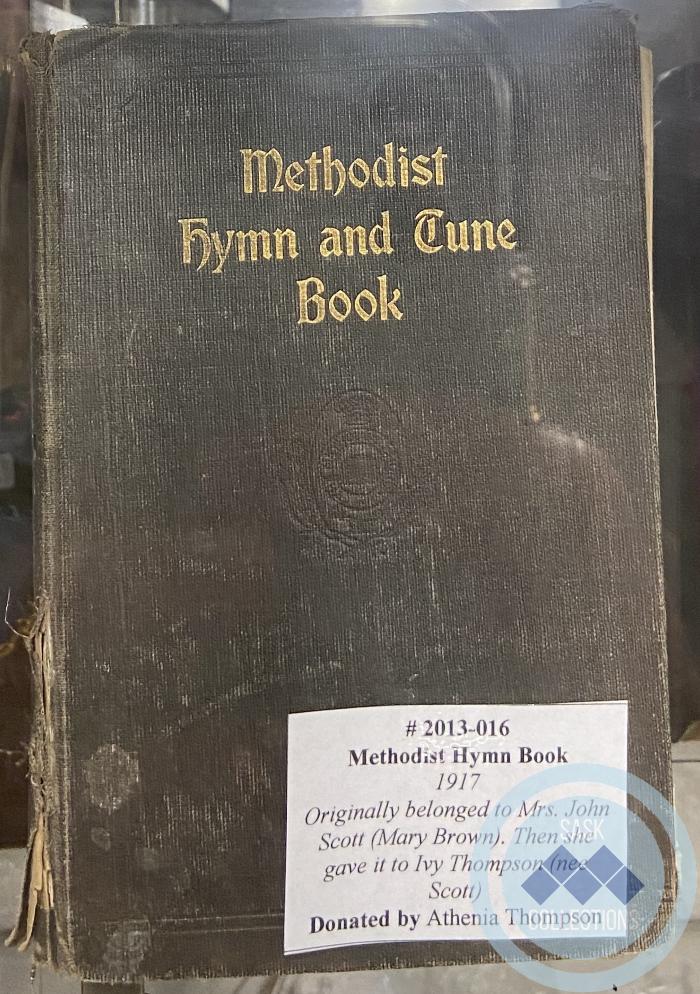 Methodist
Hymn and Tune
Book
# 2013-016
Methodist Hymn Book
1917
Originally belonged to Mrs. John
Scott (Mary Brown). Then she
gave it to Ivy Thompson (nee
Scott)
Donated by Athenia Thompson
SASK
COLLECTIONS